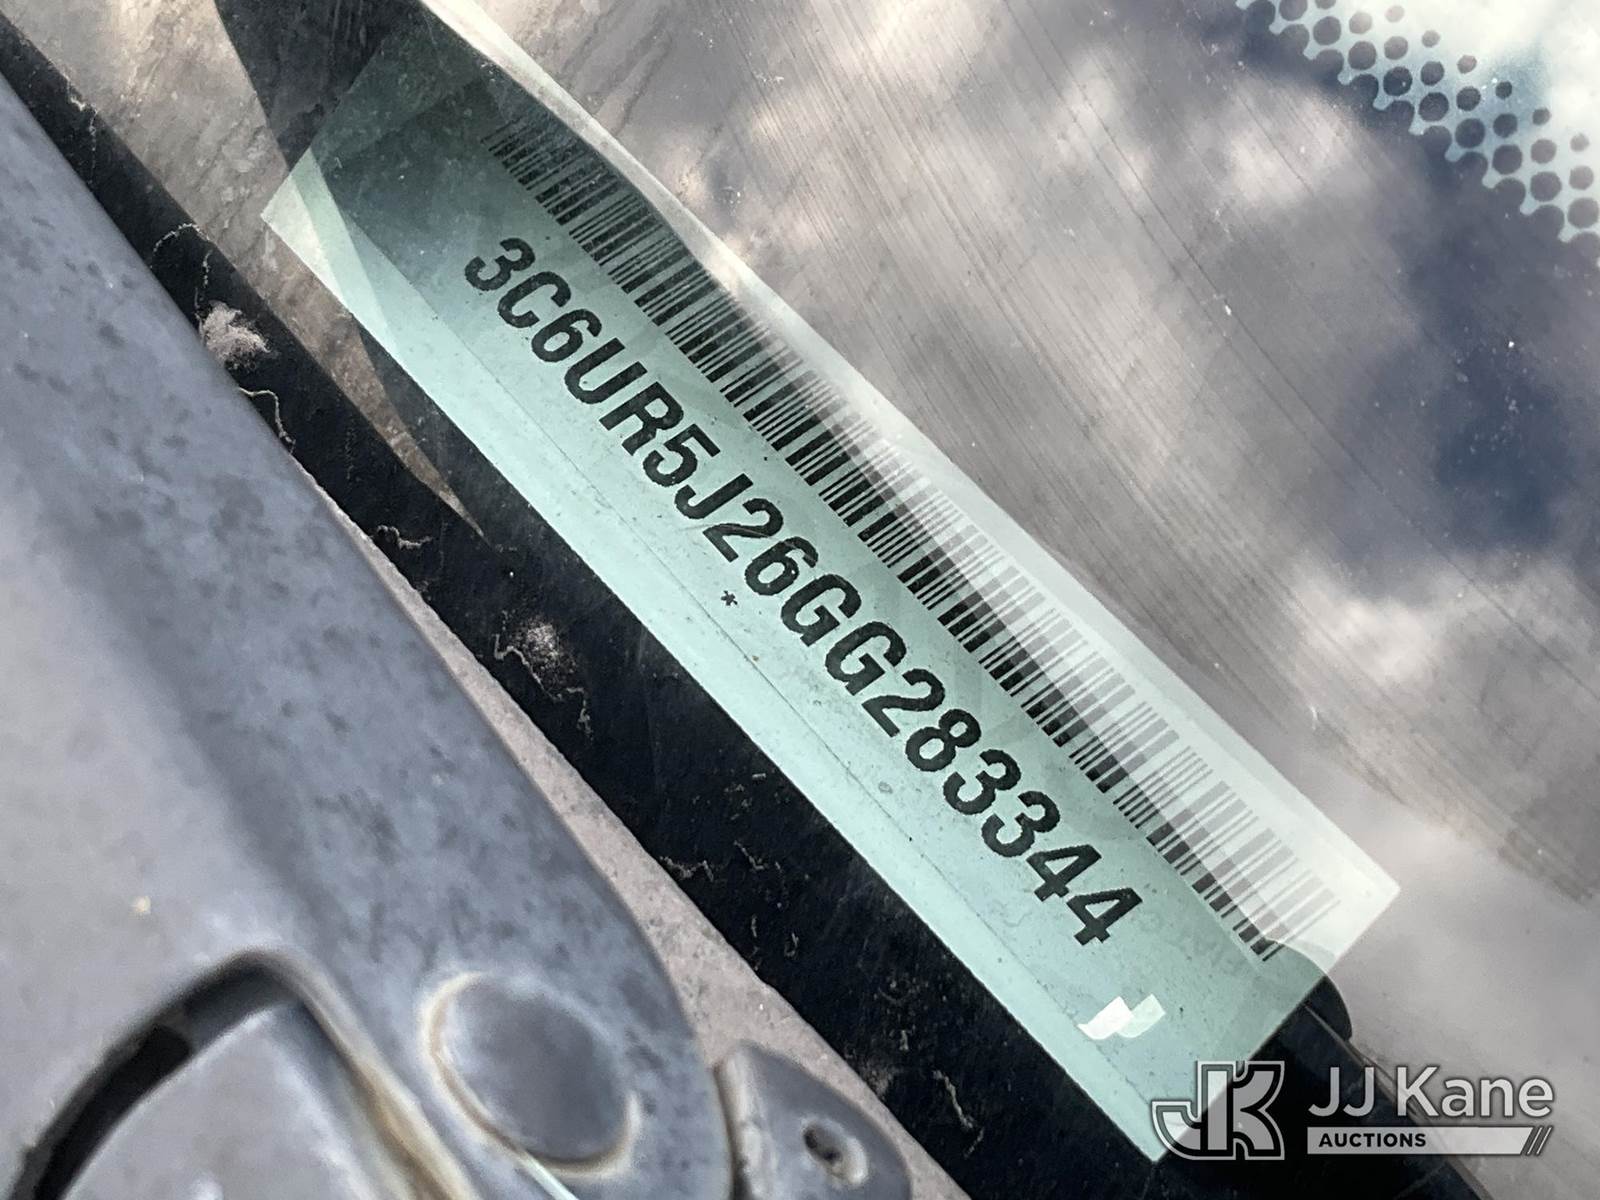 3C6UR5J26GG283344
*
JJ Kane
AUCTIONS